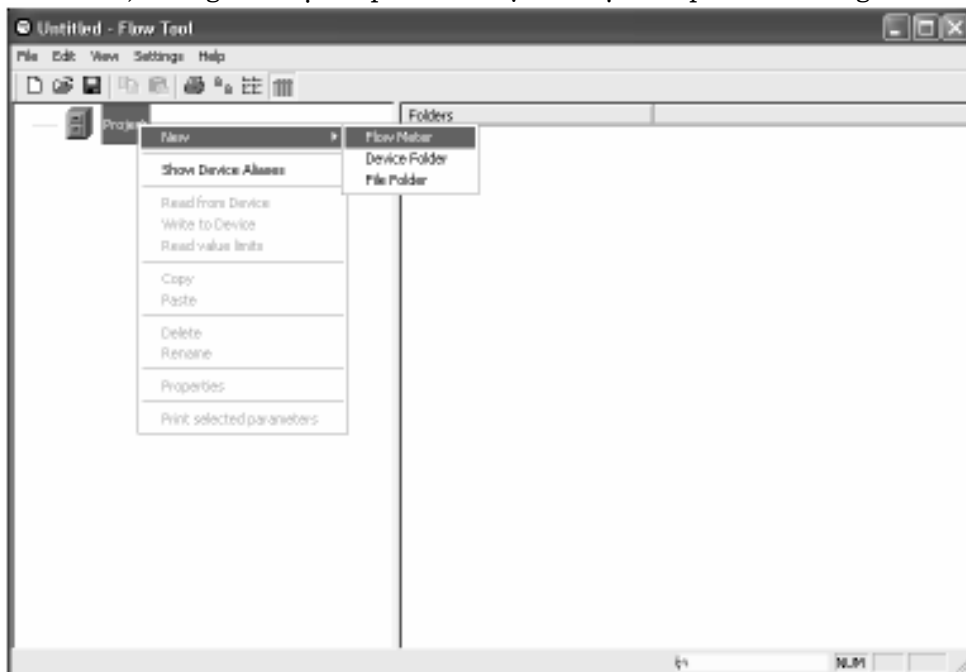 Untitled - Flow Tool
File Edit View Settings Help
Project
Folders
New
Flow Meter
Device Folder
File Folder
Show Device Aliases
Read from Device
Write to Device
Read value limits
Copy
Paste
Delete
Rename
Properties
Print selected parameters
NUM